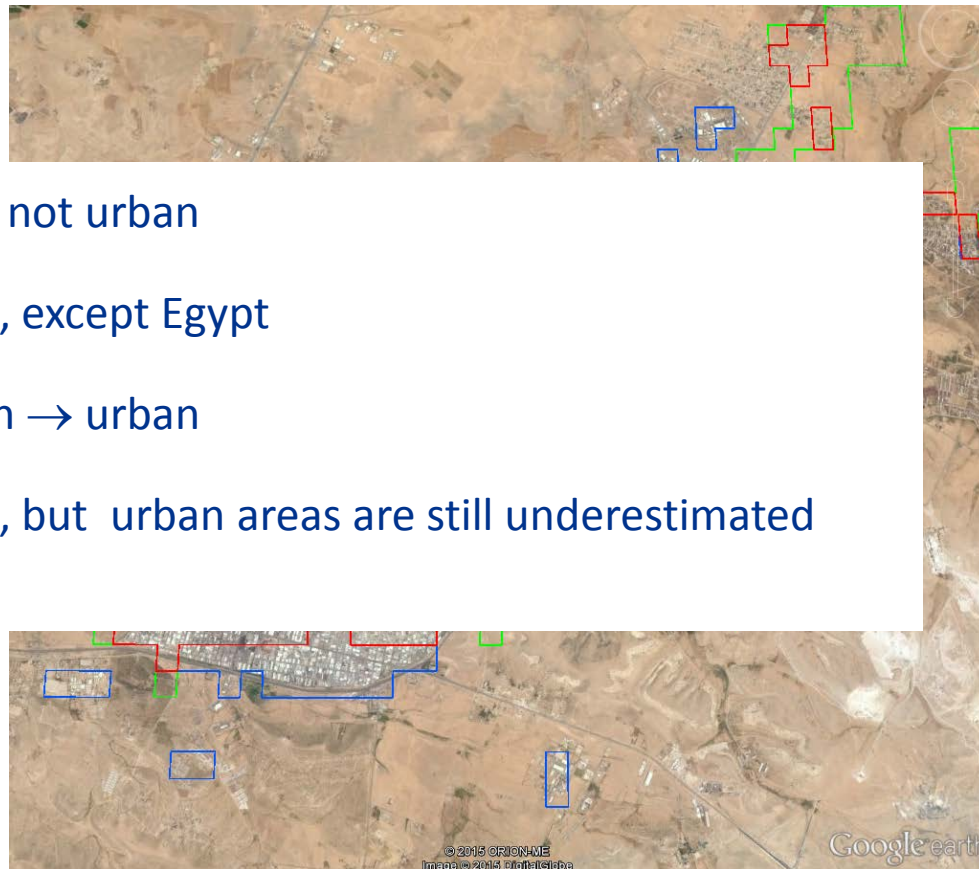 not urban
, except Egypt
n → urban
, but urban areas are still underestimated
© 2015 ORION-ME
Image © 2015 DigitalGlobe
Google earth